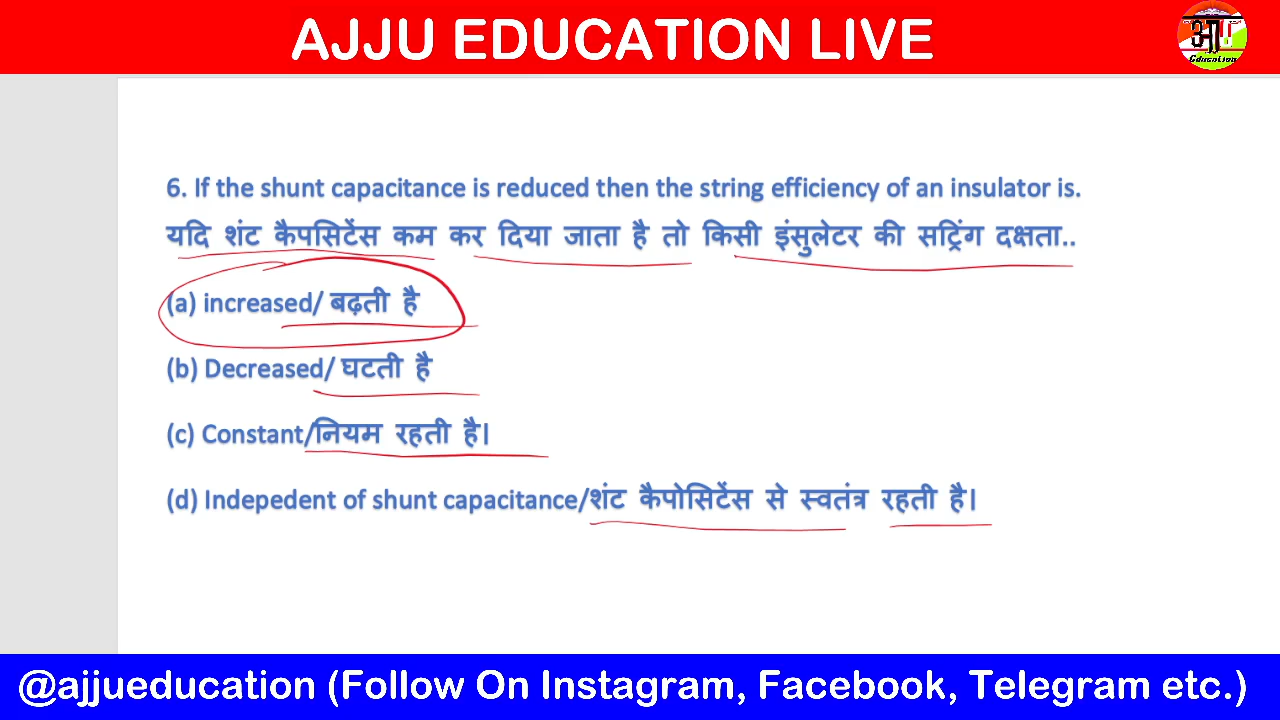 AJJU EDUCATION LIVE
Education
6. If the shunt capacitance is reduced then the string efficiency of an insulator is.
यदि शंट कैपसिटेंस कम कर दिया जाता है तो किसी इंसुलेटर की सट्रिंग दक्षता..
(a) increased/ बढ़ती है
(b) Decreased/ घटती है
(c) Constant/नियम रहती है।
(d) Indepedent of shunt capacitance/शंट कैपोसिटेंस से स्वतंत्र रहती है।
@ajjueducation (Follow On Instagram, Facebook, Telegram etc.)